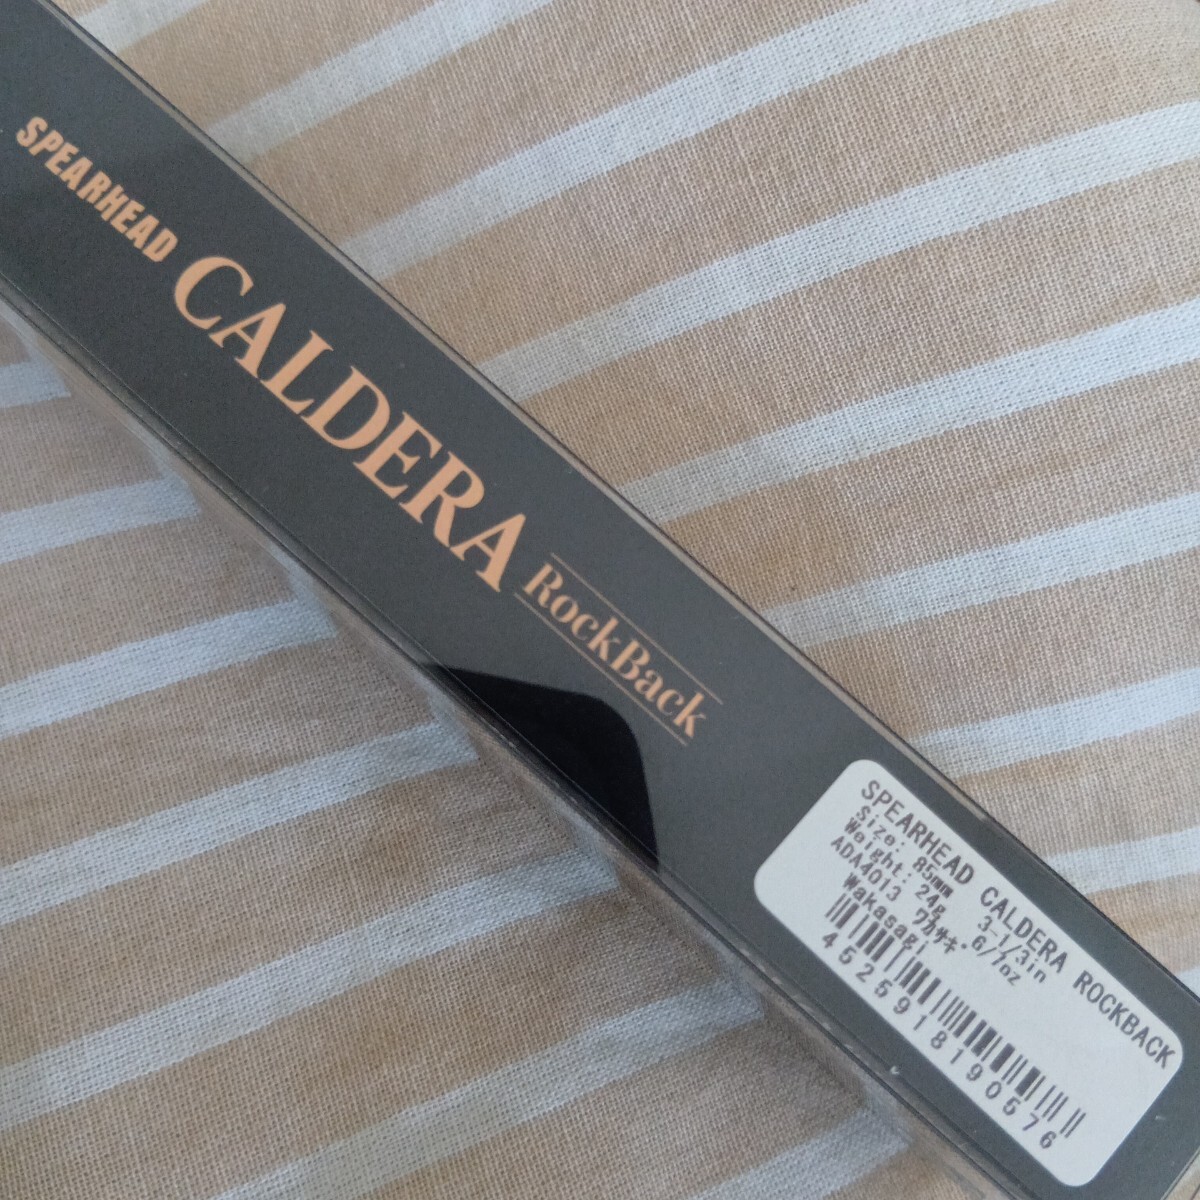 SPEARHEAD
CALDERA
RockBack
SPEARHEAD CALDERA ROCKBACK
Size: 85mm 3-1/3in
Weight: 24g 6/7oz
ADA4013 ワカサギ
Wakasagi
4525918190576